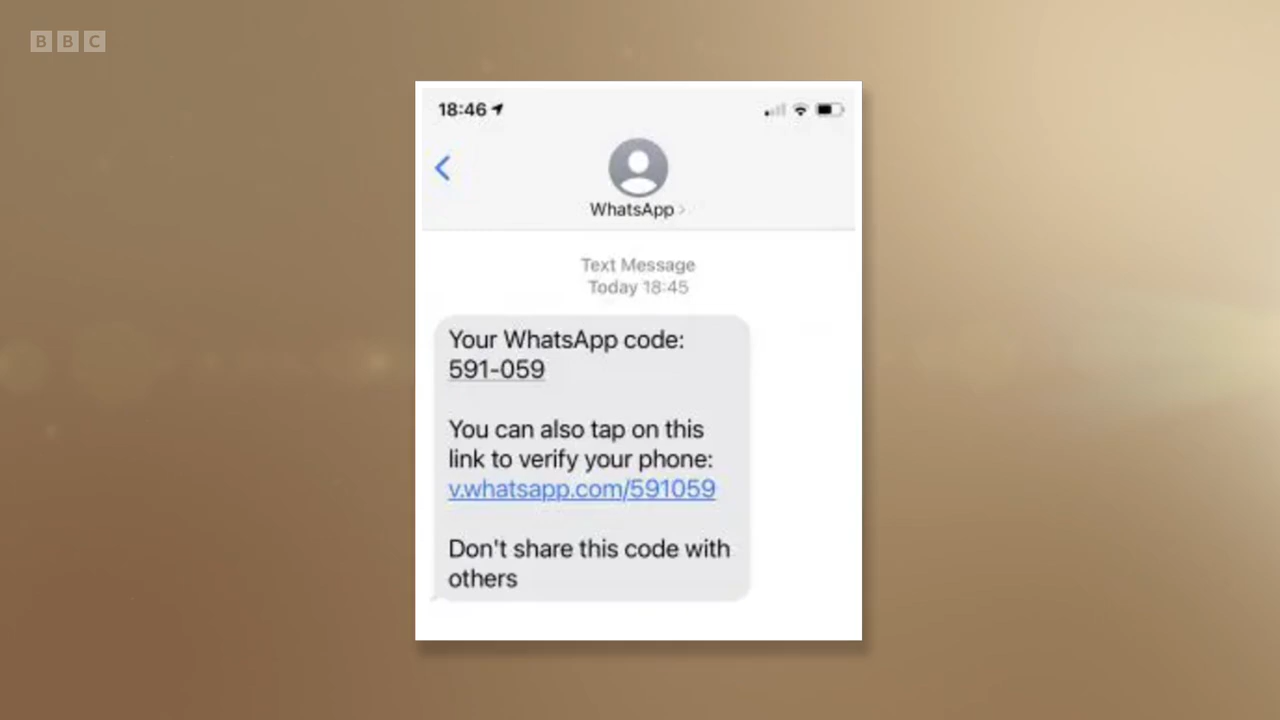 BBC
18:46
WhatsApp
Text Message
Today 18:45
Your WhatsApp code:
591-059
You can also tap on this
link to verify your phone:
v.whatsapp.com/591059
Don't share this code with
others